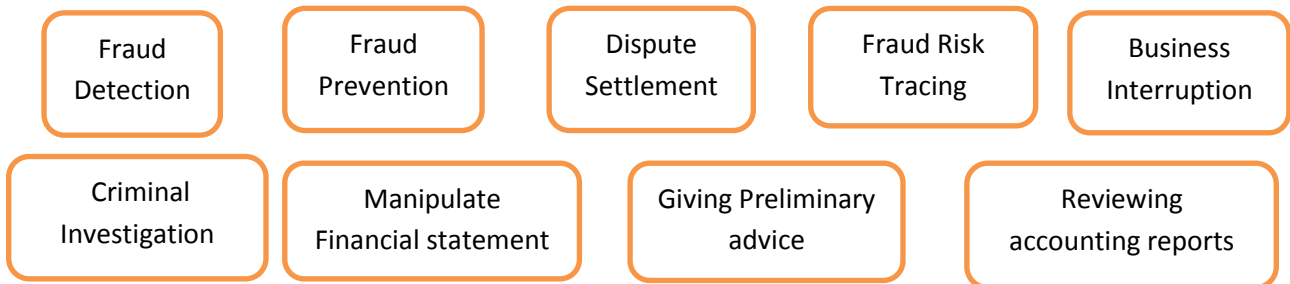 Fraud
Detection
Fraud
Prevention
Dispute
Settlement
Fraud Risk
Tracing
Business
Interruption
Criminal
Investigation
Manipulate
Financial statement
Giving Preliminary
advice
Reviewing
accounting reports